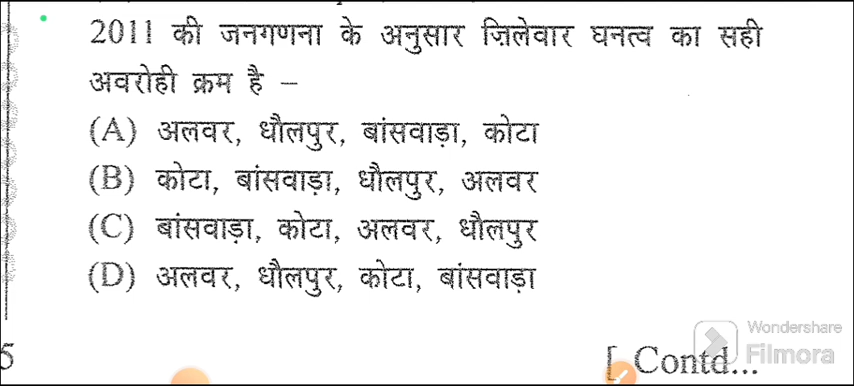 2011 की जनगणना के अनुसार ज़िलेवार घनत्व का सही
अवरोही क्रम है –
(A) अलवर, धौलपुर, बांसवाड़ा, कोटा
(B) कोटा, बांसवाड़ा, धौलपुर, अलवर
(C) बांसवाड़ा, कोटा, अलवर, धौलपुर
(D) अलवर, धौलपुर, कोटा, बांसवाड़ा
Wondershare
Filmora
5
[ Contd...